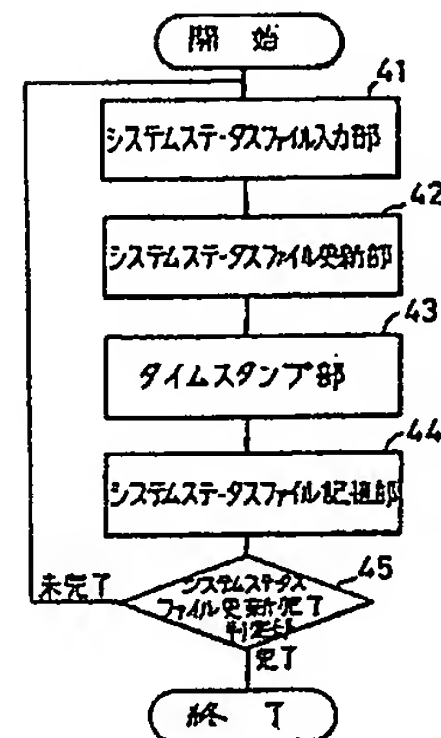 開 始
41
システムステータスファイル入力部
42
システムステータスファイル更新部
43
タイムスタンプ部
44
システムステータスファイル記憶部
45
システムステータス
ファイル更新完了
判定部
未完了
完了
終 了